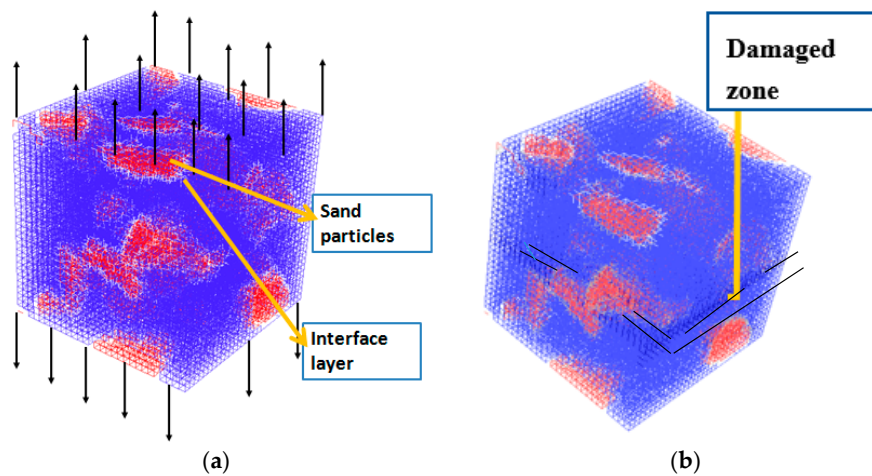 Damaged
zone
Sand
particles
Interface
layer
(a)
(b)